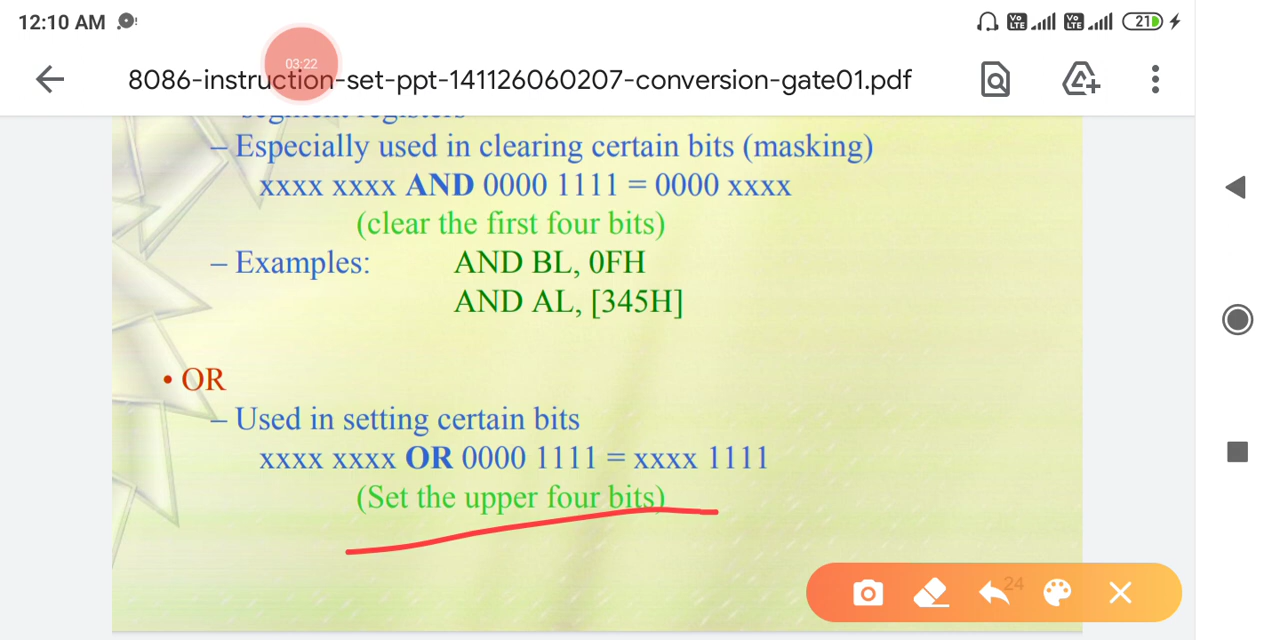 12:10 AM
21
03:22
8086-instruction-set-ppt-141126060207-conversion-gate01.pdf
segment registers
– Especially used in clearing certain bits (masking)
xxxx xxxx AND 0000 1111 = 0000 xxxx
(clear the first four bits)
– Examples: AND BL, 0FH
AND AL, [345H]
• OR
– Used in setting certain bits
xxxx xxxx OR 0000 1111 = xxxx 1111
(Set the upper four bits)
24